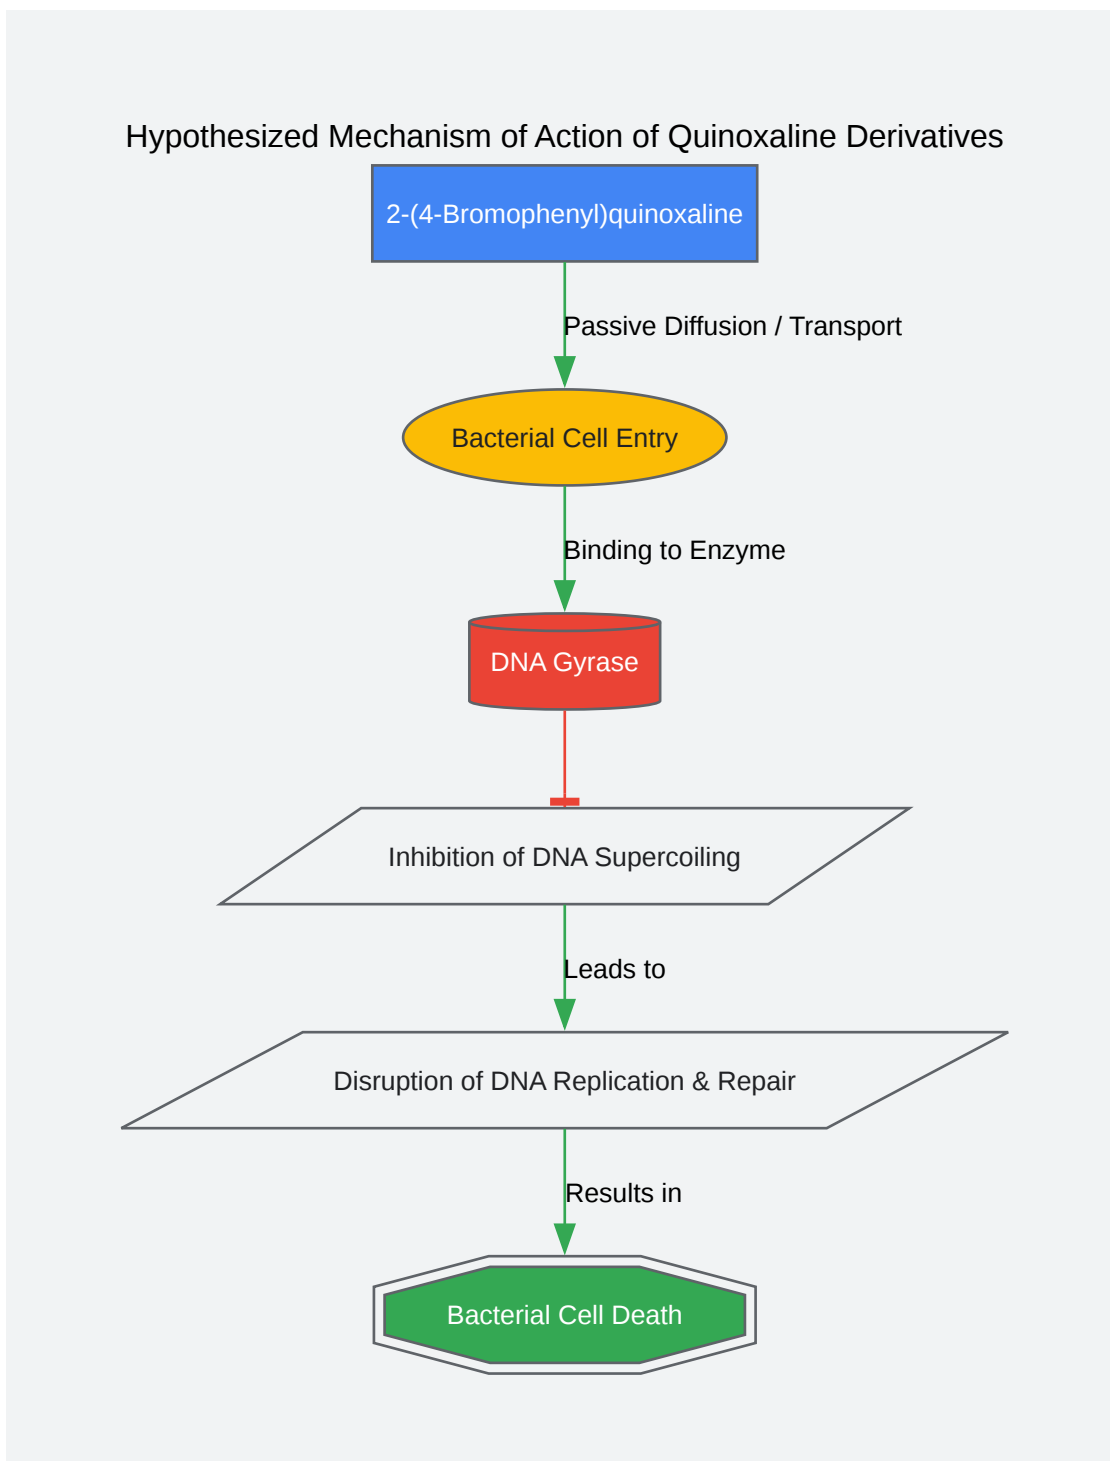 Hypothesized Mechanism of Action of Quinoxaline Derivatives
2-(4-Bromophenyl)quinoxaline
Passive Diffusion / Transport
Bacterial Cell Entry
Binding to Enzyme
DNA Gyrase
Inhibition of DNA Supercoiling
Leads to
Disruption of DNA Replication & Repair
Results in
Bacterial Cell Death